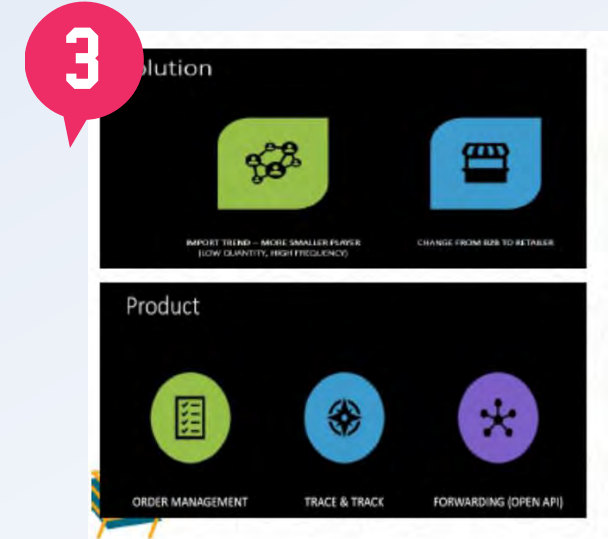 3
olution
IMPORT TREND – MORE SMALLER PLAYER
(LOW QUANTITY, HIGH FREQUENCY)
CHANGE FROM B2B TO RETAILER
Product
ORDER MANAGEMENT
TRACE & TRACK
FORWARDING (OPEN API)